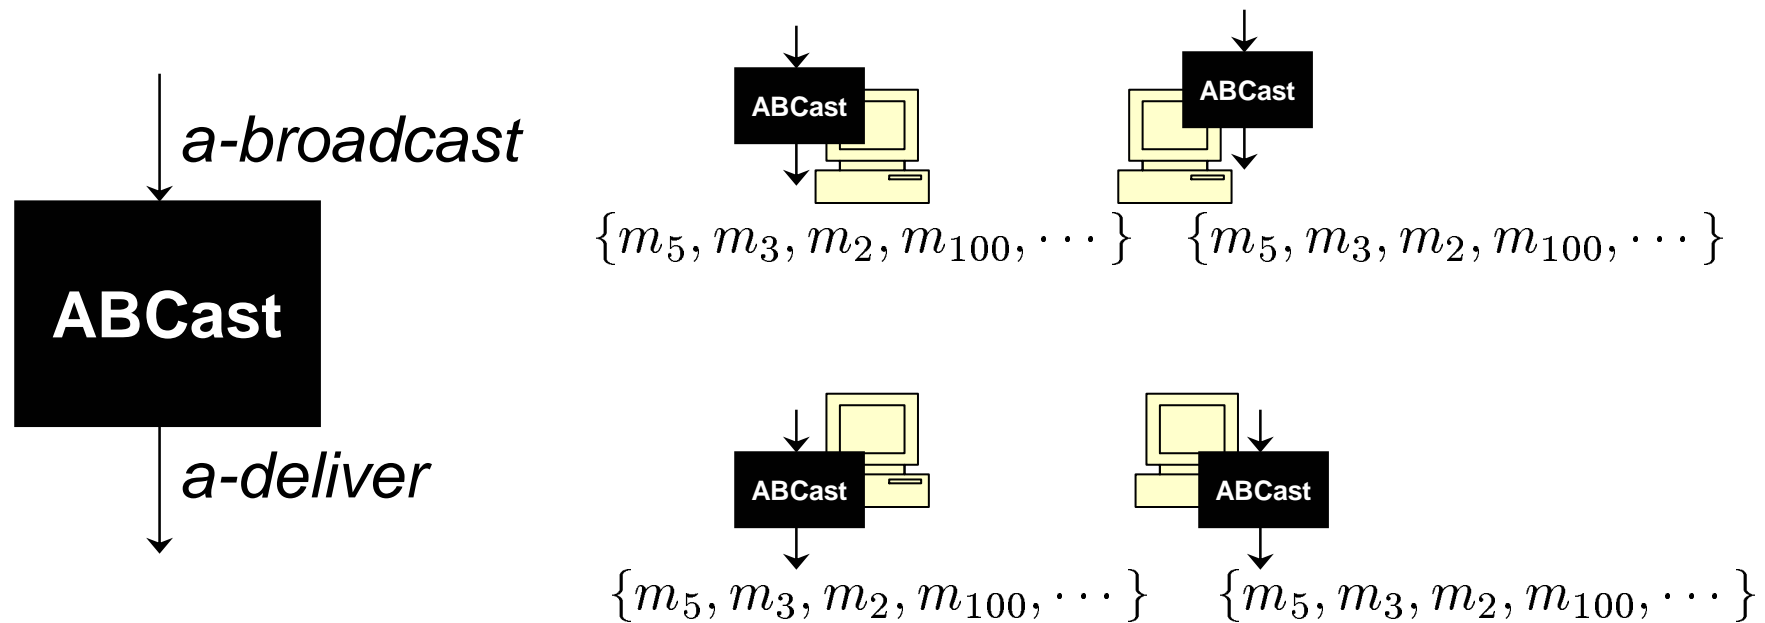 a-broadcast
ABCast
a-deliver
ABCast
ABCast
{m₅, m₃, m₂, m₁₀₀, ⋯}
{m₅, m₃, m₂, m₁₀₀, ⋯}
ABCast
ABCast
{m₅, m₃, m₂, m₁₀₀, ⋯}
{m₅, m₃, m₂, m₁₀₀, ⋯}